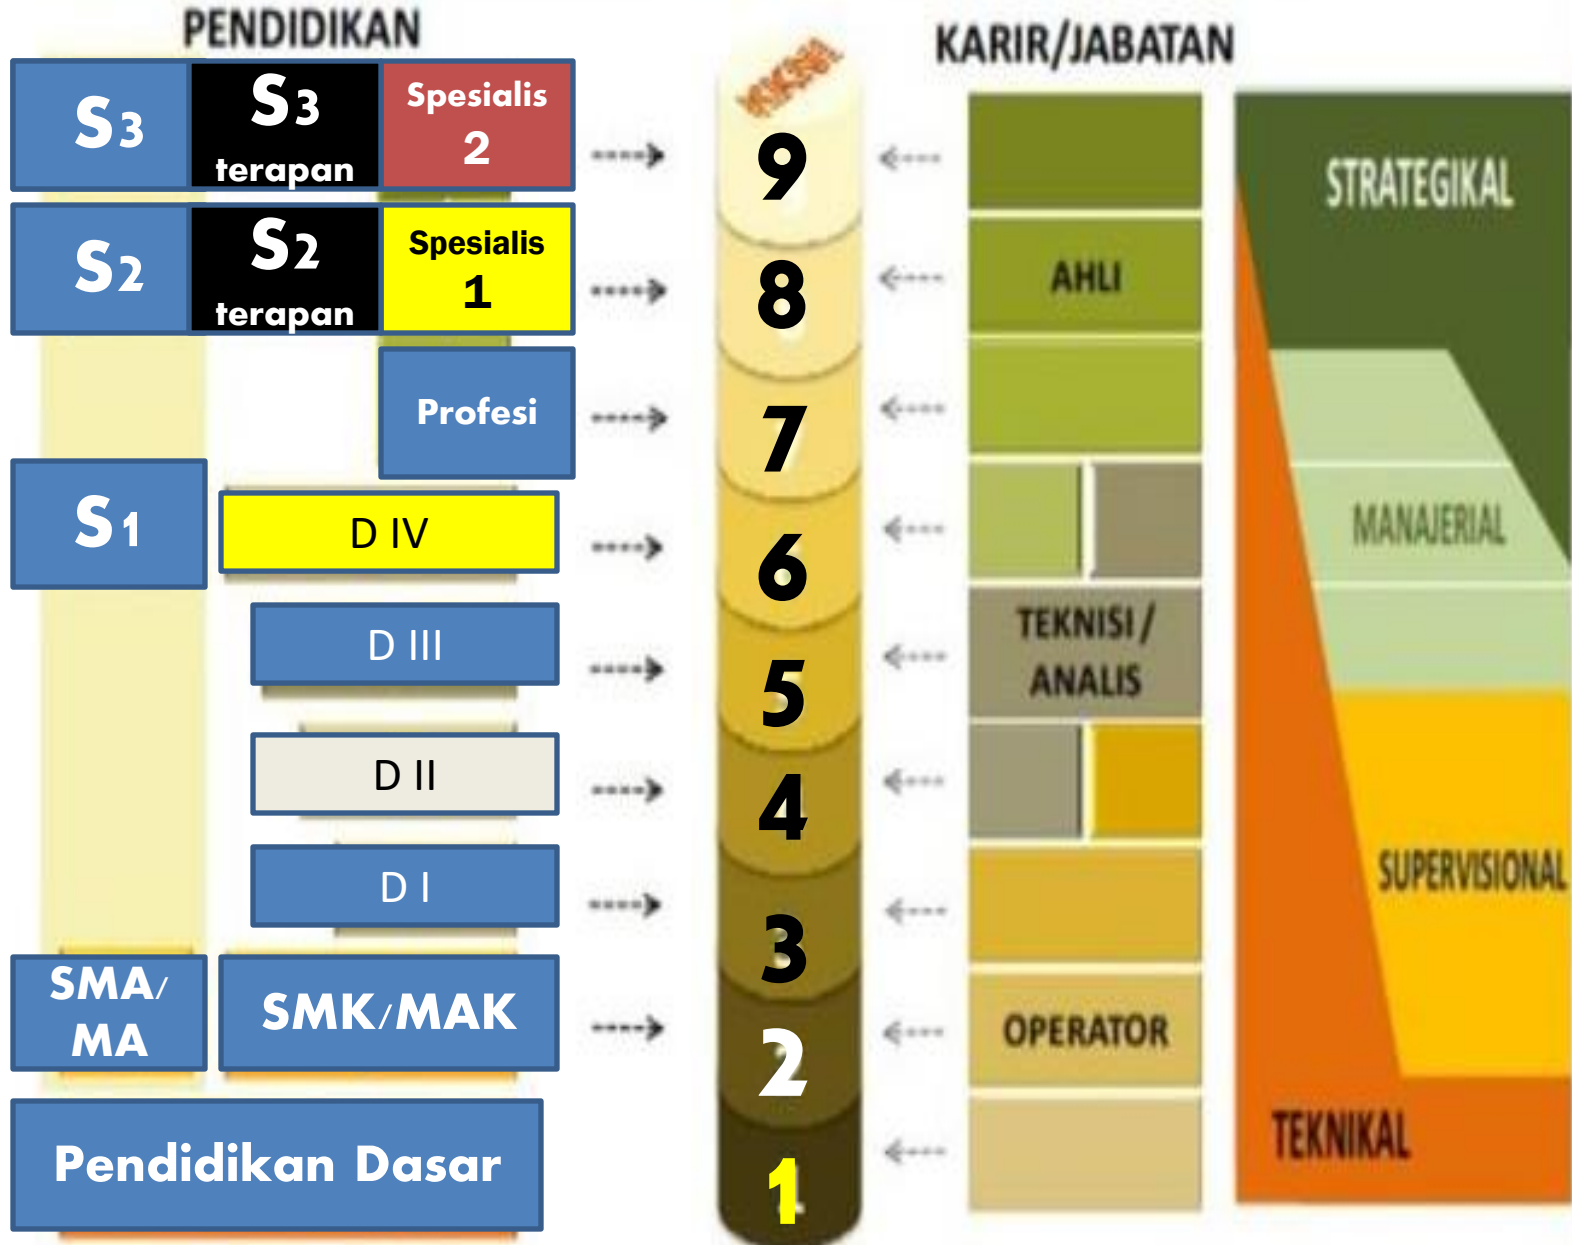 PENDIDIKAN
KARIR/JABATAN
S3
S3
terapan
Spesialis
2
9
STRATEGIKAL
S2
S2
terapan
Spesialis
1
8
AHLI
Profesi
7
S1
D IV
6
MANAJERIAL
D III
5
TEKNISI /
ANALIS
D II
4
D I
3
SUPERVISIONAL
SMA/
MA
SMK/MAK
2
OPERATOR
Pendidikan Dasar
1
TEKNIKAL